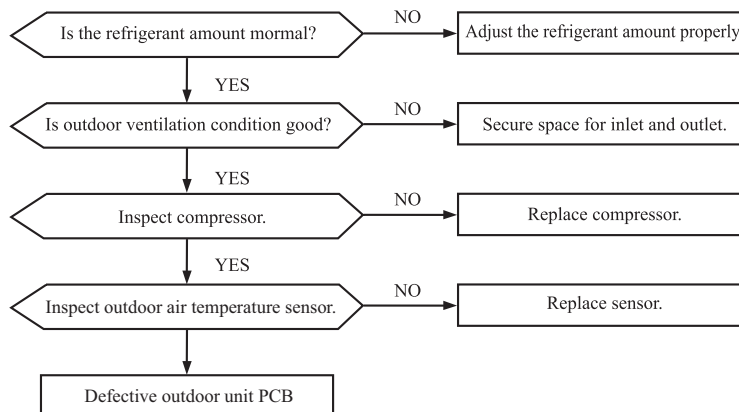 Is the refrigerant amount mormal?
NO
Adjust the refrigerant amount properly
YES
Is outdoor ventilation condition good?
NO
Secure space for inlet and outlet.
YES
Inspect compressor.
NO
Replace compressor.
YES
Inspect outdoor air temperature sensor.
NO
Replace sensor.
Defective outdoor unit PCB